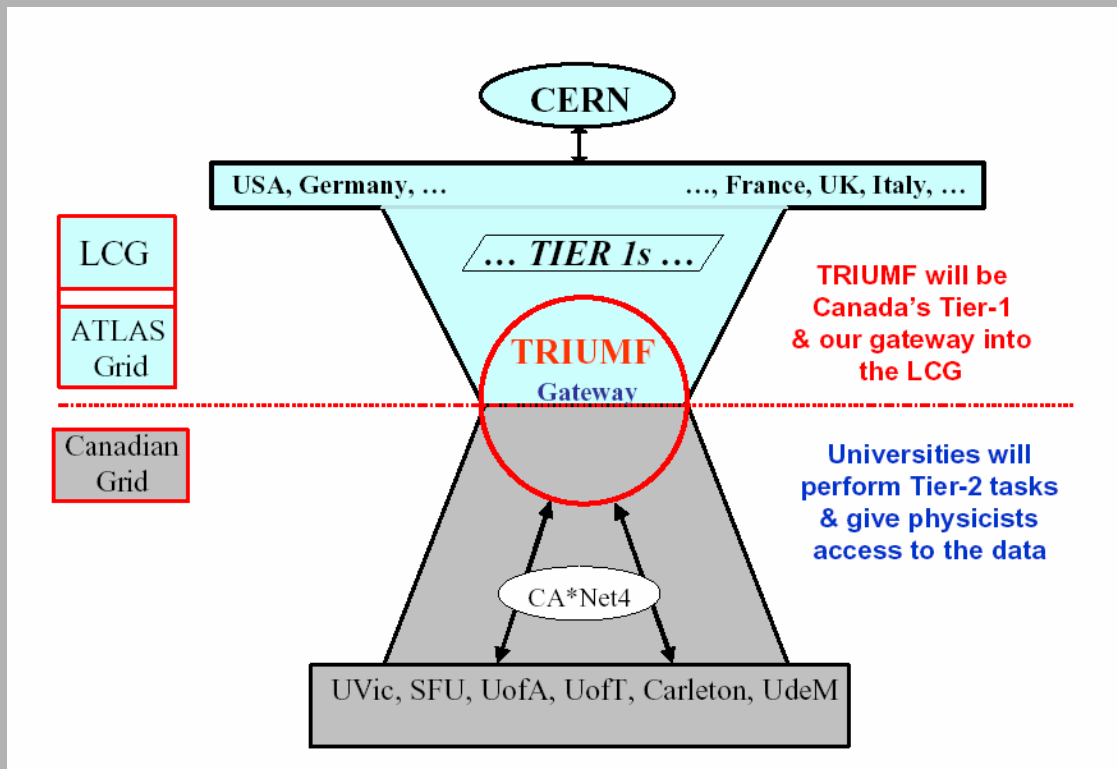 CERN
USA, Germany, …
…, France, UK, Italy, …
LCG
… TIER 1s …
ATLAS
Grid
TRIUMF
Gateway
TRIUMF will be
Canada's Tier-1
& our gateway into
the LCG
Canadian
Grid
Universities will
perform Tier-2 tasks
& give physicists
access to the data
CA*Net4
UVic, SFU, UofA, UofT, Carleton, UdeM